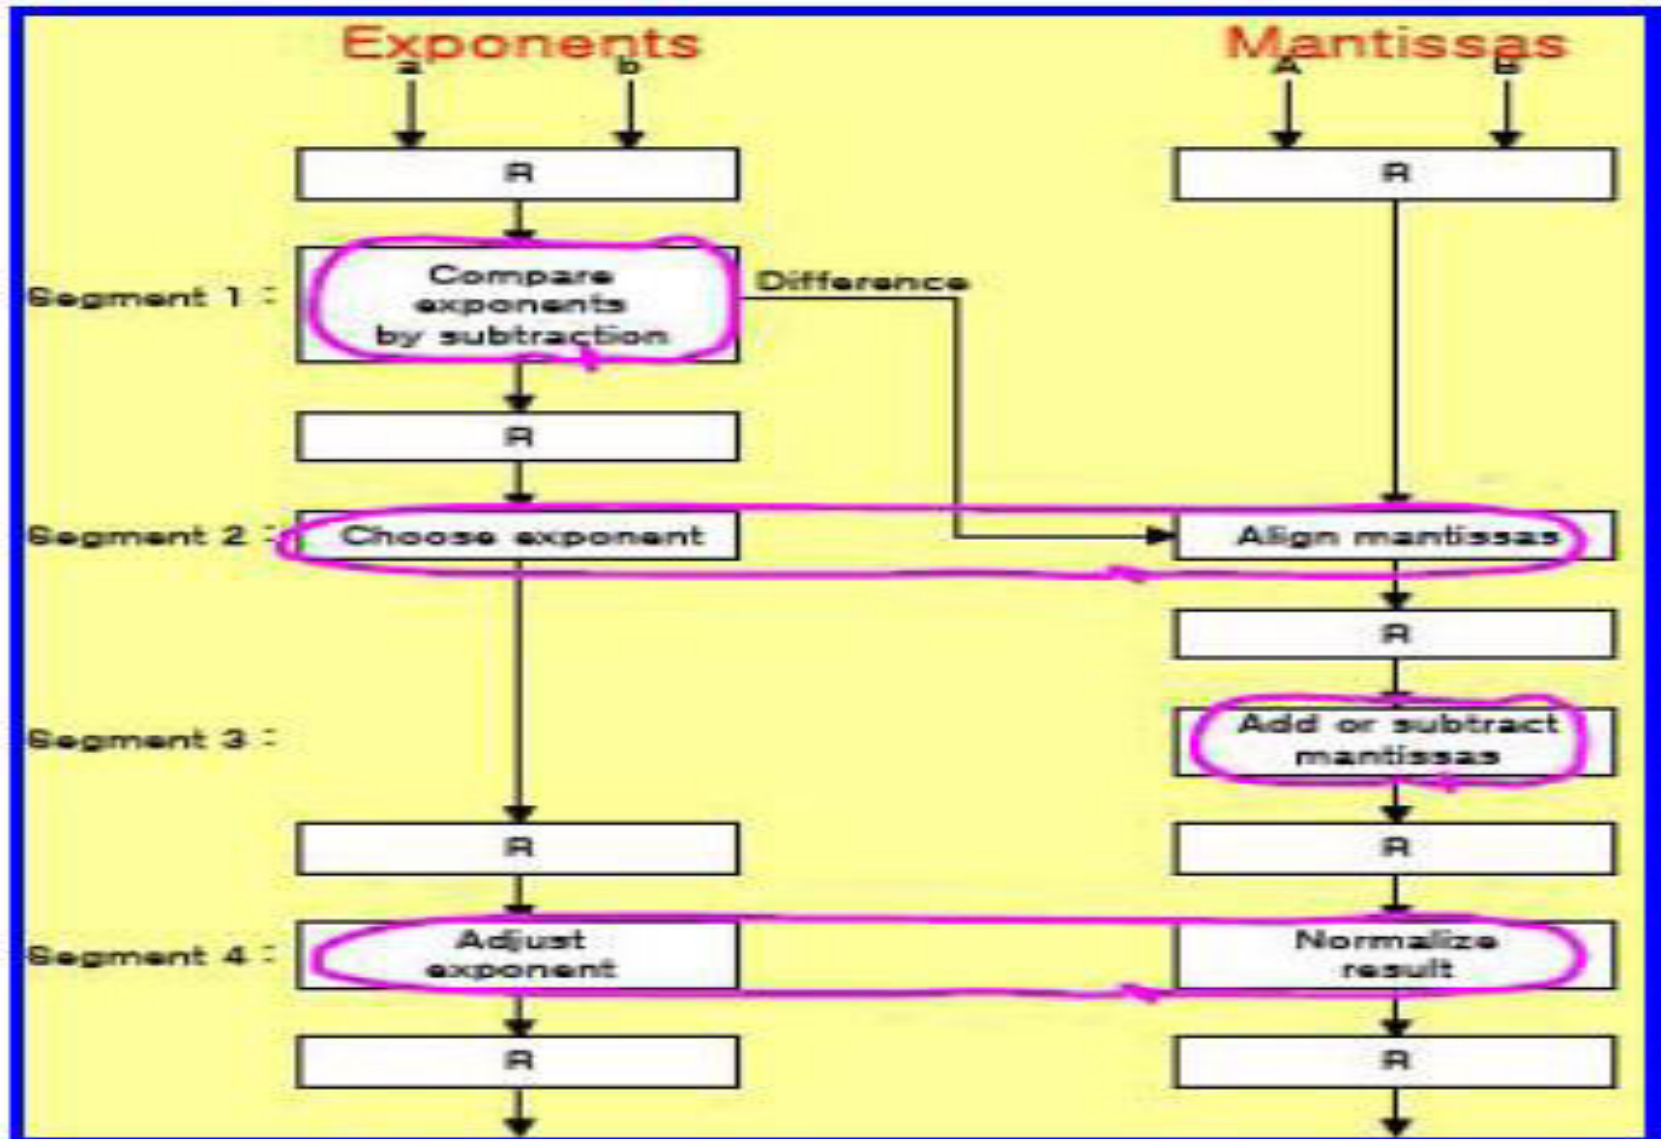 Exponents
Mantissas
a
b
A
B
R
R
Segment 1 :
Compare
exponents
by subtraction
Difference
R
Segment 2 :
Choose exponent
Align mantissas
R
Segment 3 :
Add or subtract
mantissas
R
R
Segment 4 :
Adjust
exponent
Normalize
result
R
R